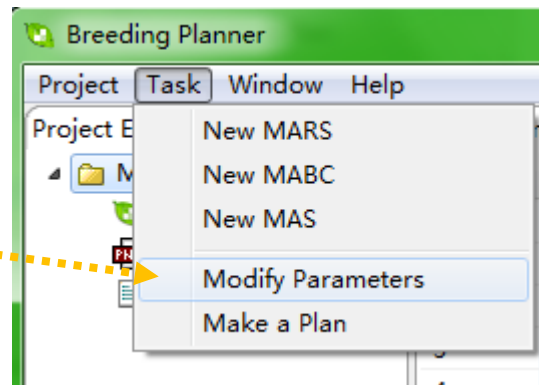 Breeding Planner
Project Task Window Help
Project E
M
New MARS
New MABC
New MAS
Modify Parameters
Make a Plan